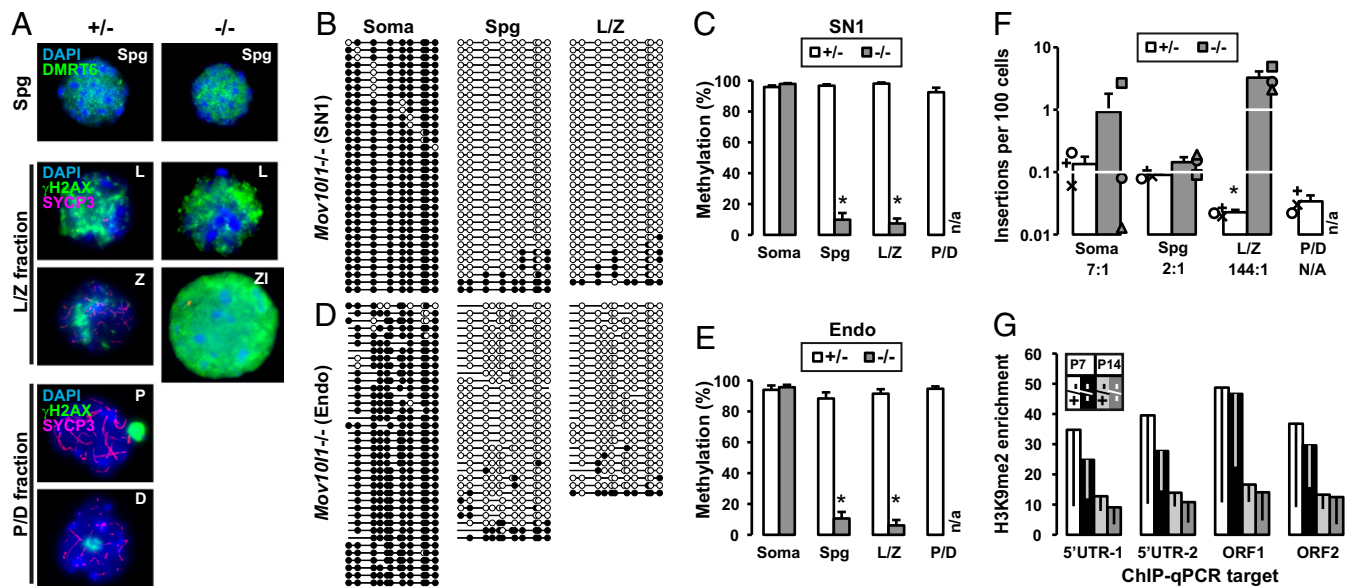 A
+/-
-/-
Spg
DAPI
DMRT6
Spg
Spg
L/Z fraction
DAPI
γH2AX
SYCP3
L
L
Z
Zl
P/D fraction
DAPI
γH2AX
SYCP3
P
D
B
Soma
Spg
L/Z
Mov10l1-/- (SN1)
D
Mov10l1-/- (Endo)
C
SN1
+/-
-/-
Methylation (%)
100
80
60
40
20
0
*
*
n/a
Soma
Spg
L/Z
P/D
E
Endo
+/-
-/-
Methylation (%)
100
80
60
40
20
0
*
*
n/a
Soma
Spg
L/Z
P/D
F
+/-
-/-
Insertions per 100 cells
10
1
0.1
0.01
*
n/a
Soma
Spg
L/Z
P/D
7:1
2:1
144:1
N/A
G
P7
P14
H3K9me2 enrichment
60
50
40
30
20
10
0
5'UTR-1
5'UTR-2
ORF1
ORF2
ChIP-qPCR target